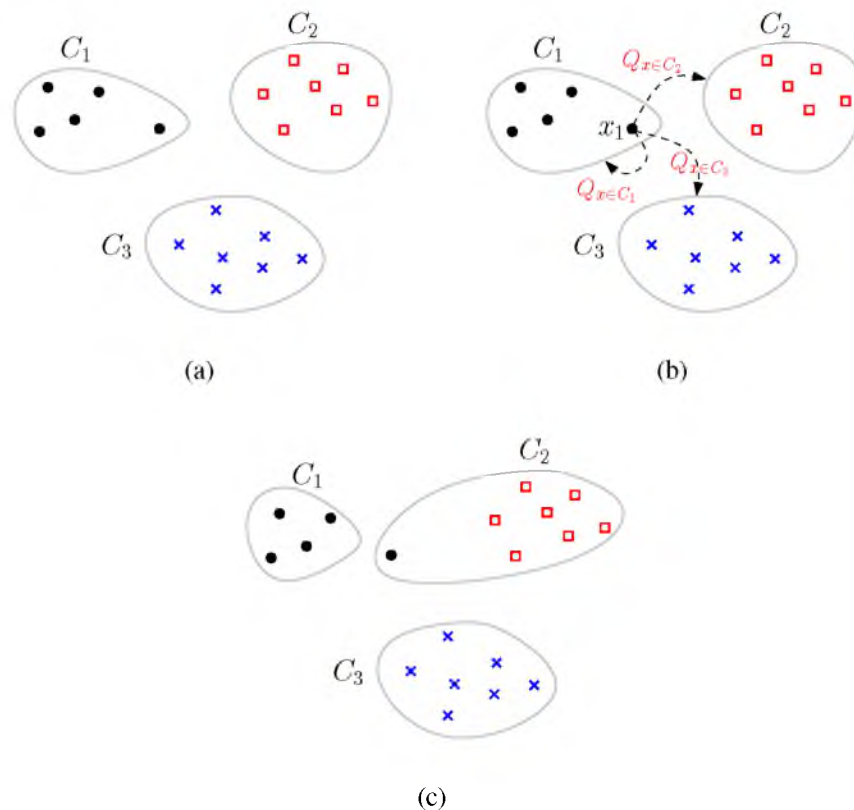 C₁
C₂
C₃
(a)
C₁
C₂
Qₓ∈C₂
x₁
Qₓ∈C₃
Qₓ∈C₁
C₃
(b)
C₁
C₂
C₃
(c)